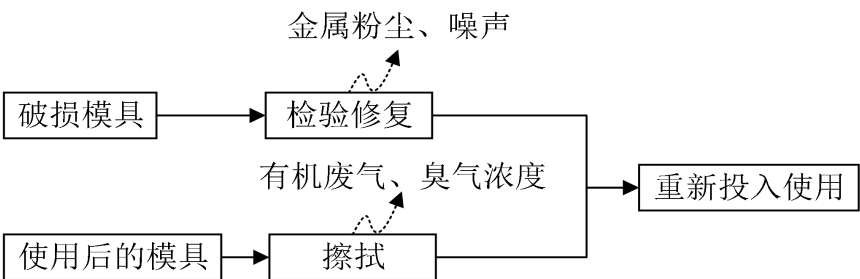 金属粉尘、噪声
破损模具
检验修复
有机废气、臭气浓度
重新投入使用
使用后的模具
擦拭